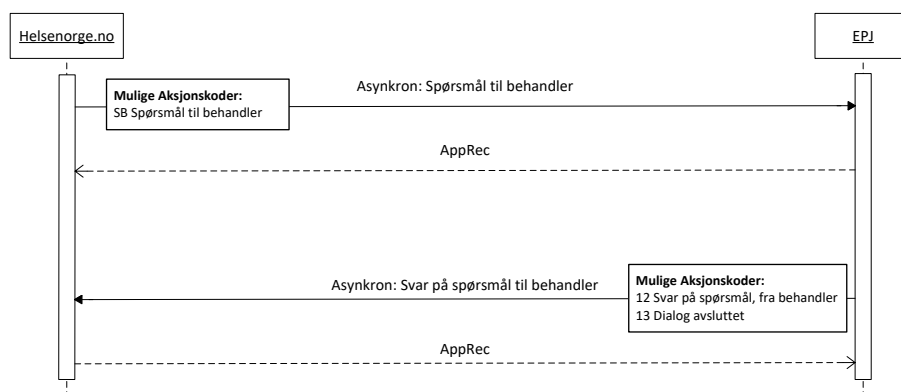 Helsenorge.no
EPJ
Mulige Aksjonskoder:
SB Spørsmål til behandler
Asynkron: Spørsmål til behandler
AppRec
Asynkron: Svar på spørsmål til behandler
Mulige Aksjonskoder:
12 Svar på spørsmål, fra behandler
13 Dialog avsluttet
AppRec